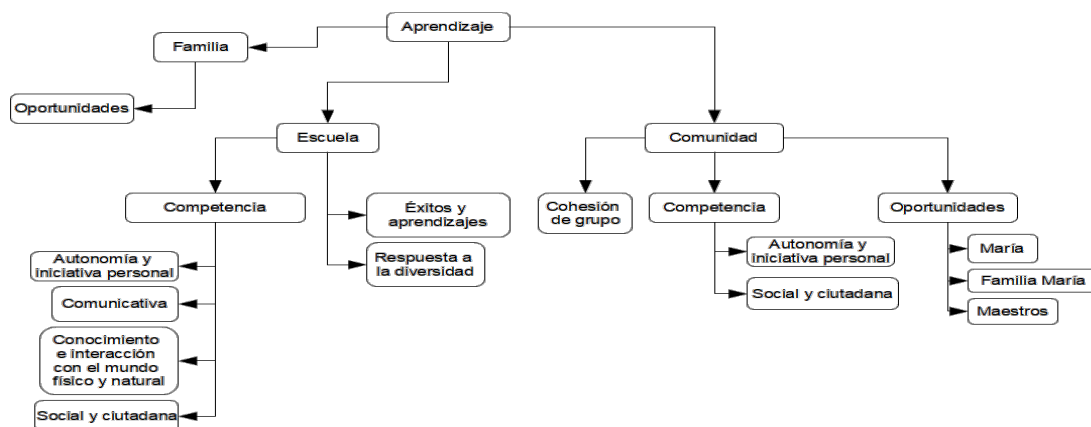 Aprendizaje
Familia
Oportunidades
Escuela
Comunidad
Competencia
Éxitos y
aprendizajes
Respuesta a
la diversidad
Autonomía y
iniciativa personal
Comunicativa
Conocimiento
e interacción
con el mundo
físico y natural
Social y ciutadana
Cohesión
de grupo
Competencia
Autonomía y
iniciativa personal
Social y ciutadana
Oportunidades
María
Familia María
Maestros